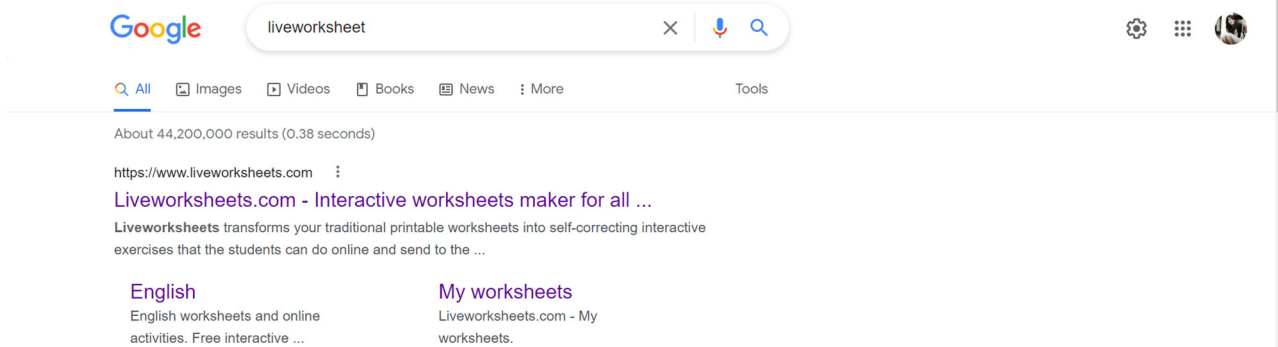 Google
liveworksheet
All Images Videos Books News More Tools
About 44,200,000 results (0.38 seconds)
https://www.liveworksheets.com
Liveworksheets.com - Interactive worksheets maker for all ...
Liveworksheets transforms your traditional printable worksheets into self-correcting interactive
exercises that the students can do online and send to the ...
English
English worksheets and online
activities. Free interactive ...
My worksheets
Liveworksheets.com - My
worksheets.